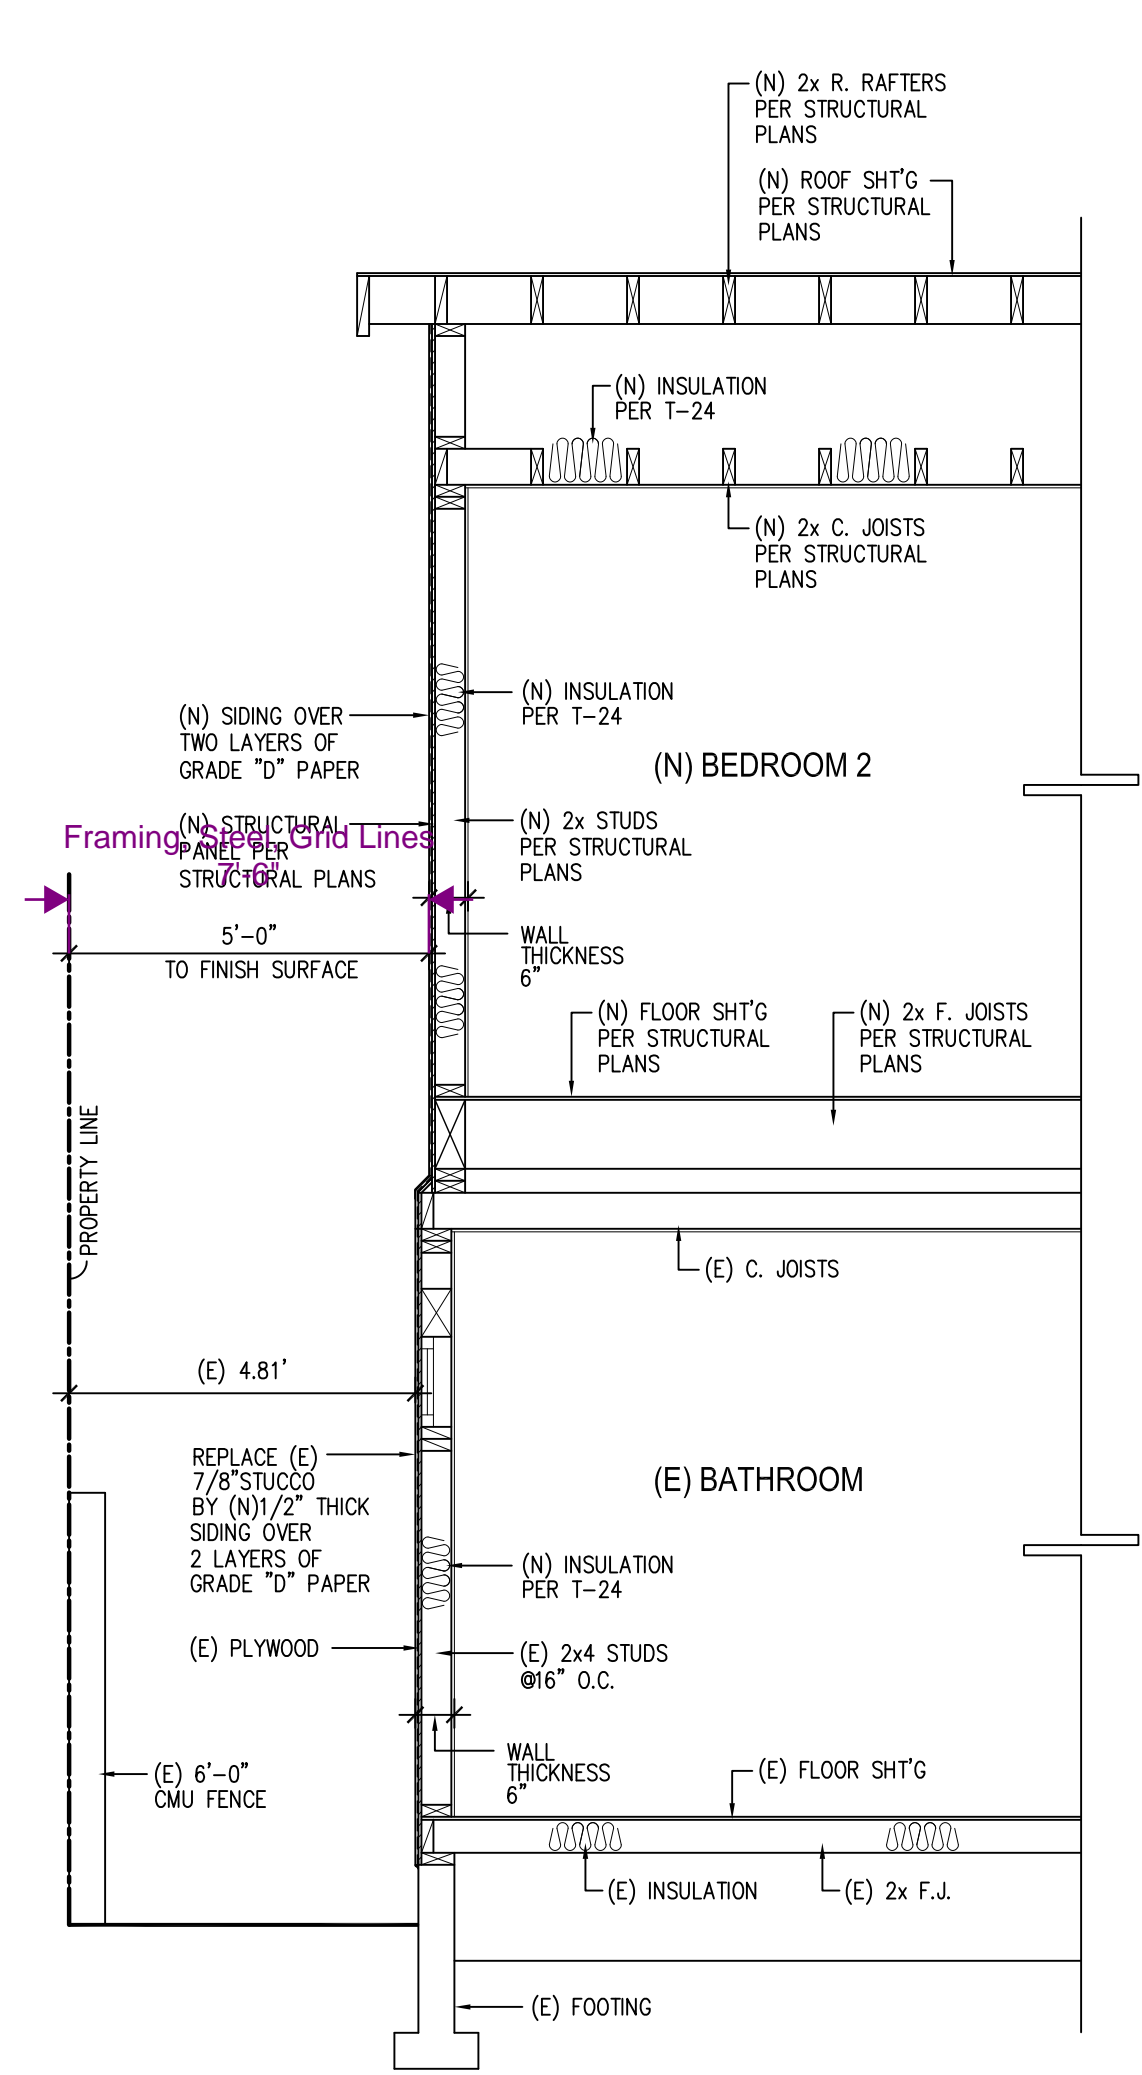 (N) 2x R. RAFTERS
PER STRUCTURAL
PLANS
(N) ROOF SHT'G
PER STRUCTURAL
PLANS
(N) INSULATION
PER T-24
(N) 2x C. JOISTS
PER STRUCTURAL
PLANS
(N) INSULATION
PER T-24
(N) SIDING OVER
TWO LAYERS OF
GRADE "D" PAPER
(N) BEDROOM 2
(N) STRUCTURAL
PANEL PER
STRUCTURAL PLANS
Framing, Steel, Grid Lines
7'-6"
(N) 2x STUDS
PER STRUCTURAL
PLANS
5'-0"
TO FINISH SURFACE
WALL
THICKNESS
6"
(N) FLOOR SHT'G
PER STRUCTURAL
PLANS
(N) 2x F. JOISTS
PER STRUCTURAL
PLANS
PROPERTY LINE
(E) C. JOISTS
(E) 4.81'
REPLACE (E)
7/8"STUCCO
BY (N)1/2" THICK
SIDING OVER
2 LAYERS OF
GRADE "D" PAPER
(E) BATHROOM
(N) INSULATION
PER T-24
(E) PLYWOOD
(E) 2x4 STUDS
@16" O.C.
WALL
THICKNESS
6"
(E) 6'-0"
CMU FENCE
(E) FLOOR SHT'G
(E) INSULATION
(E) 2x F.J.
(E) FOOTING